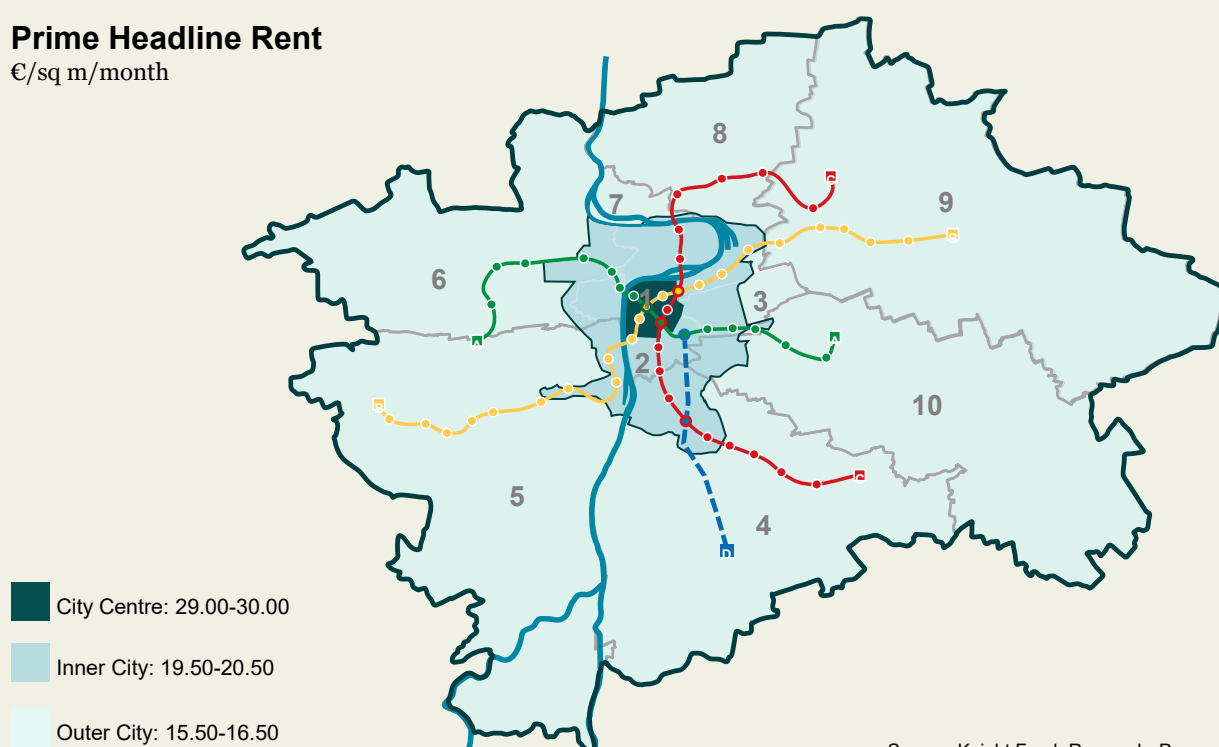 Prime Headline Rent
€/sq m/month
8
7
9
6
1
3
2
10
5
4
C
B
A
A
B
C
D
City Centre: 29.00-30.00
Inner City: 19.50-20.50
Outer City: 15.50-16.50